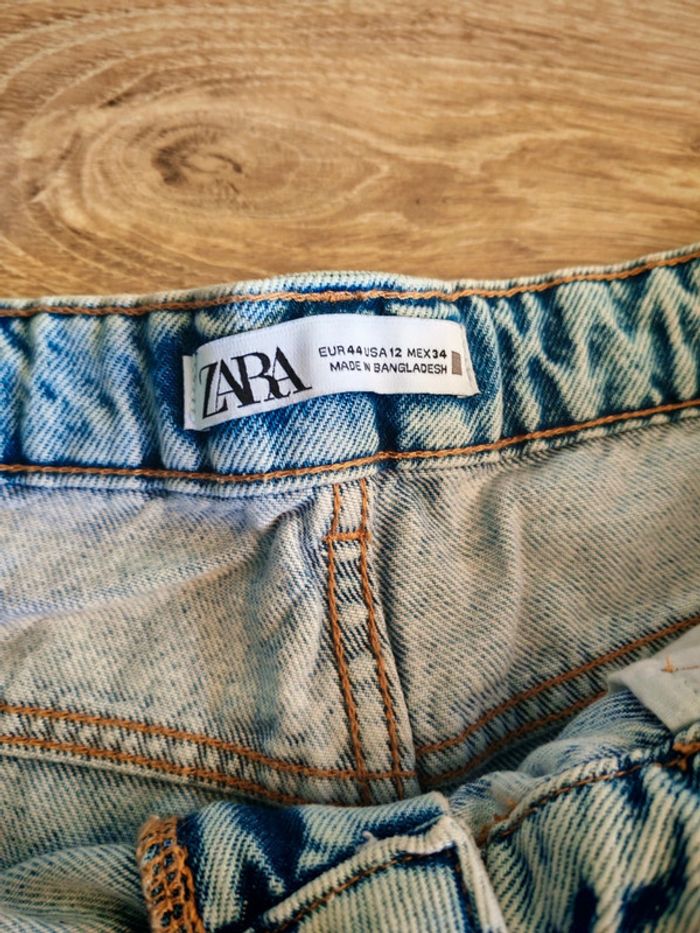 ZARA
EUR 44 USA 12 MEX 34
MADE IN BANGLADESH